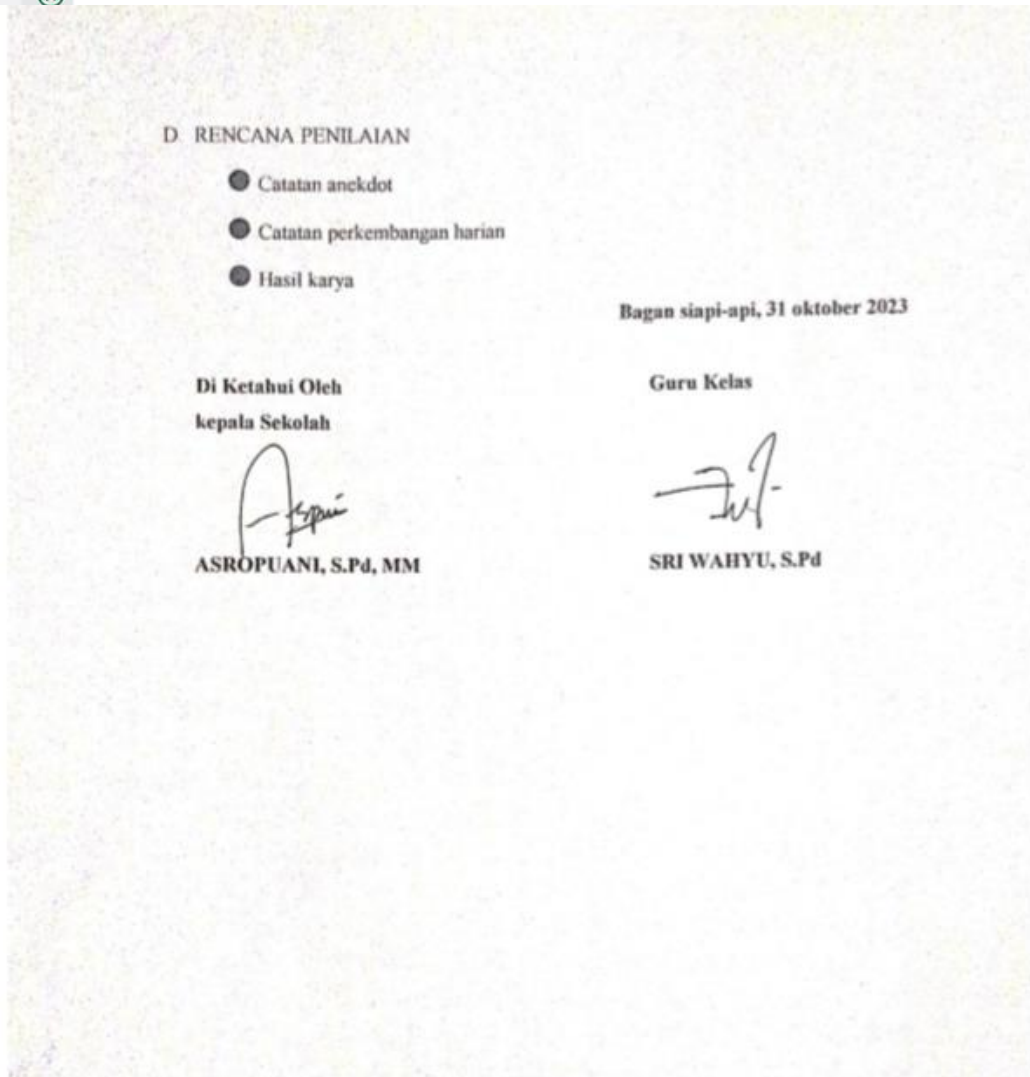 D. RENCANA PENILAIAN
● Catatan anekdot
● Catatan perkembangan harian
● Hasil karya
Bagan siapi-api, 31 oktober 2023
Di Ketahui Oleh
Guru Kelas
kepala Sekolah
ASROPUANI, S.Pd, MM
SRI WAHYU, S.Pd